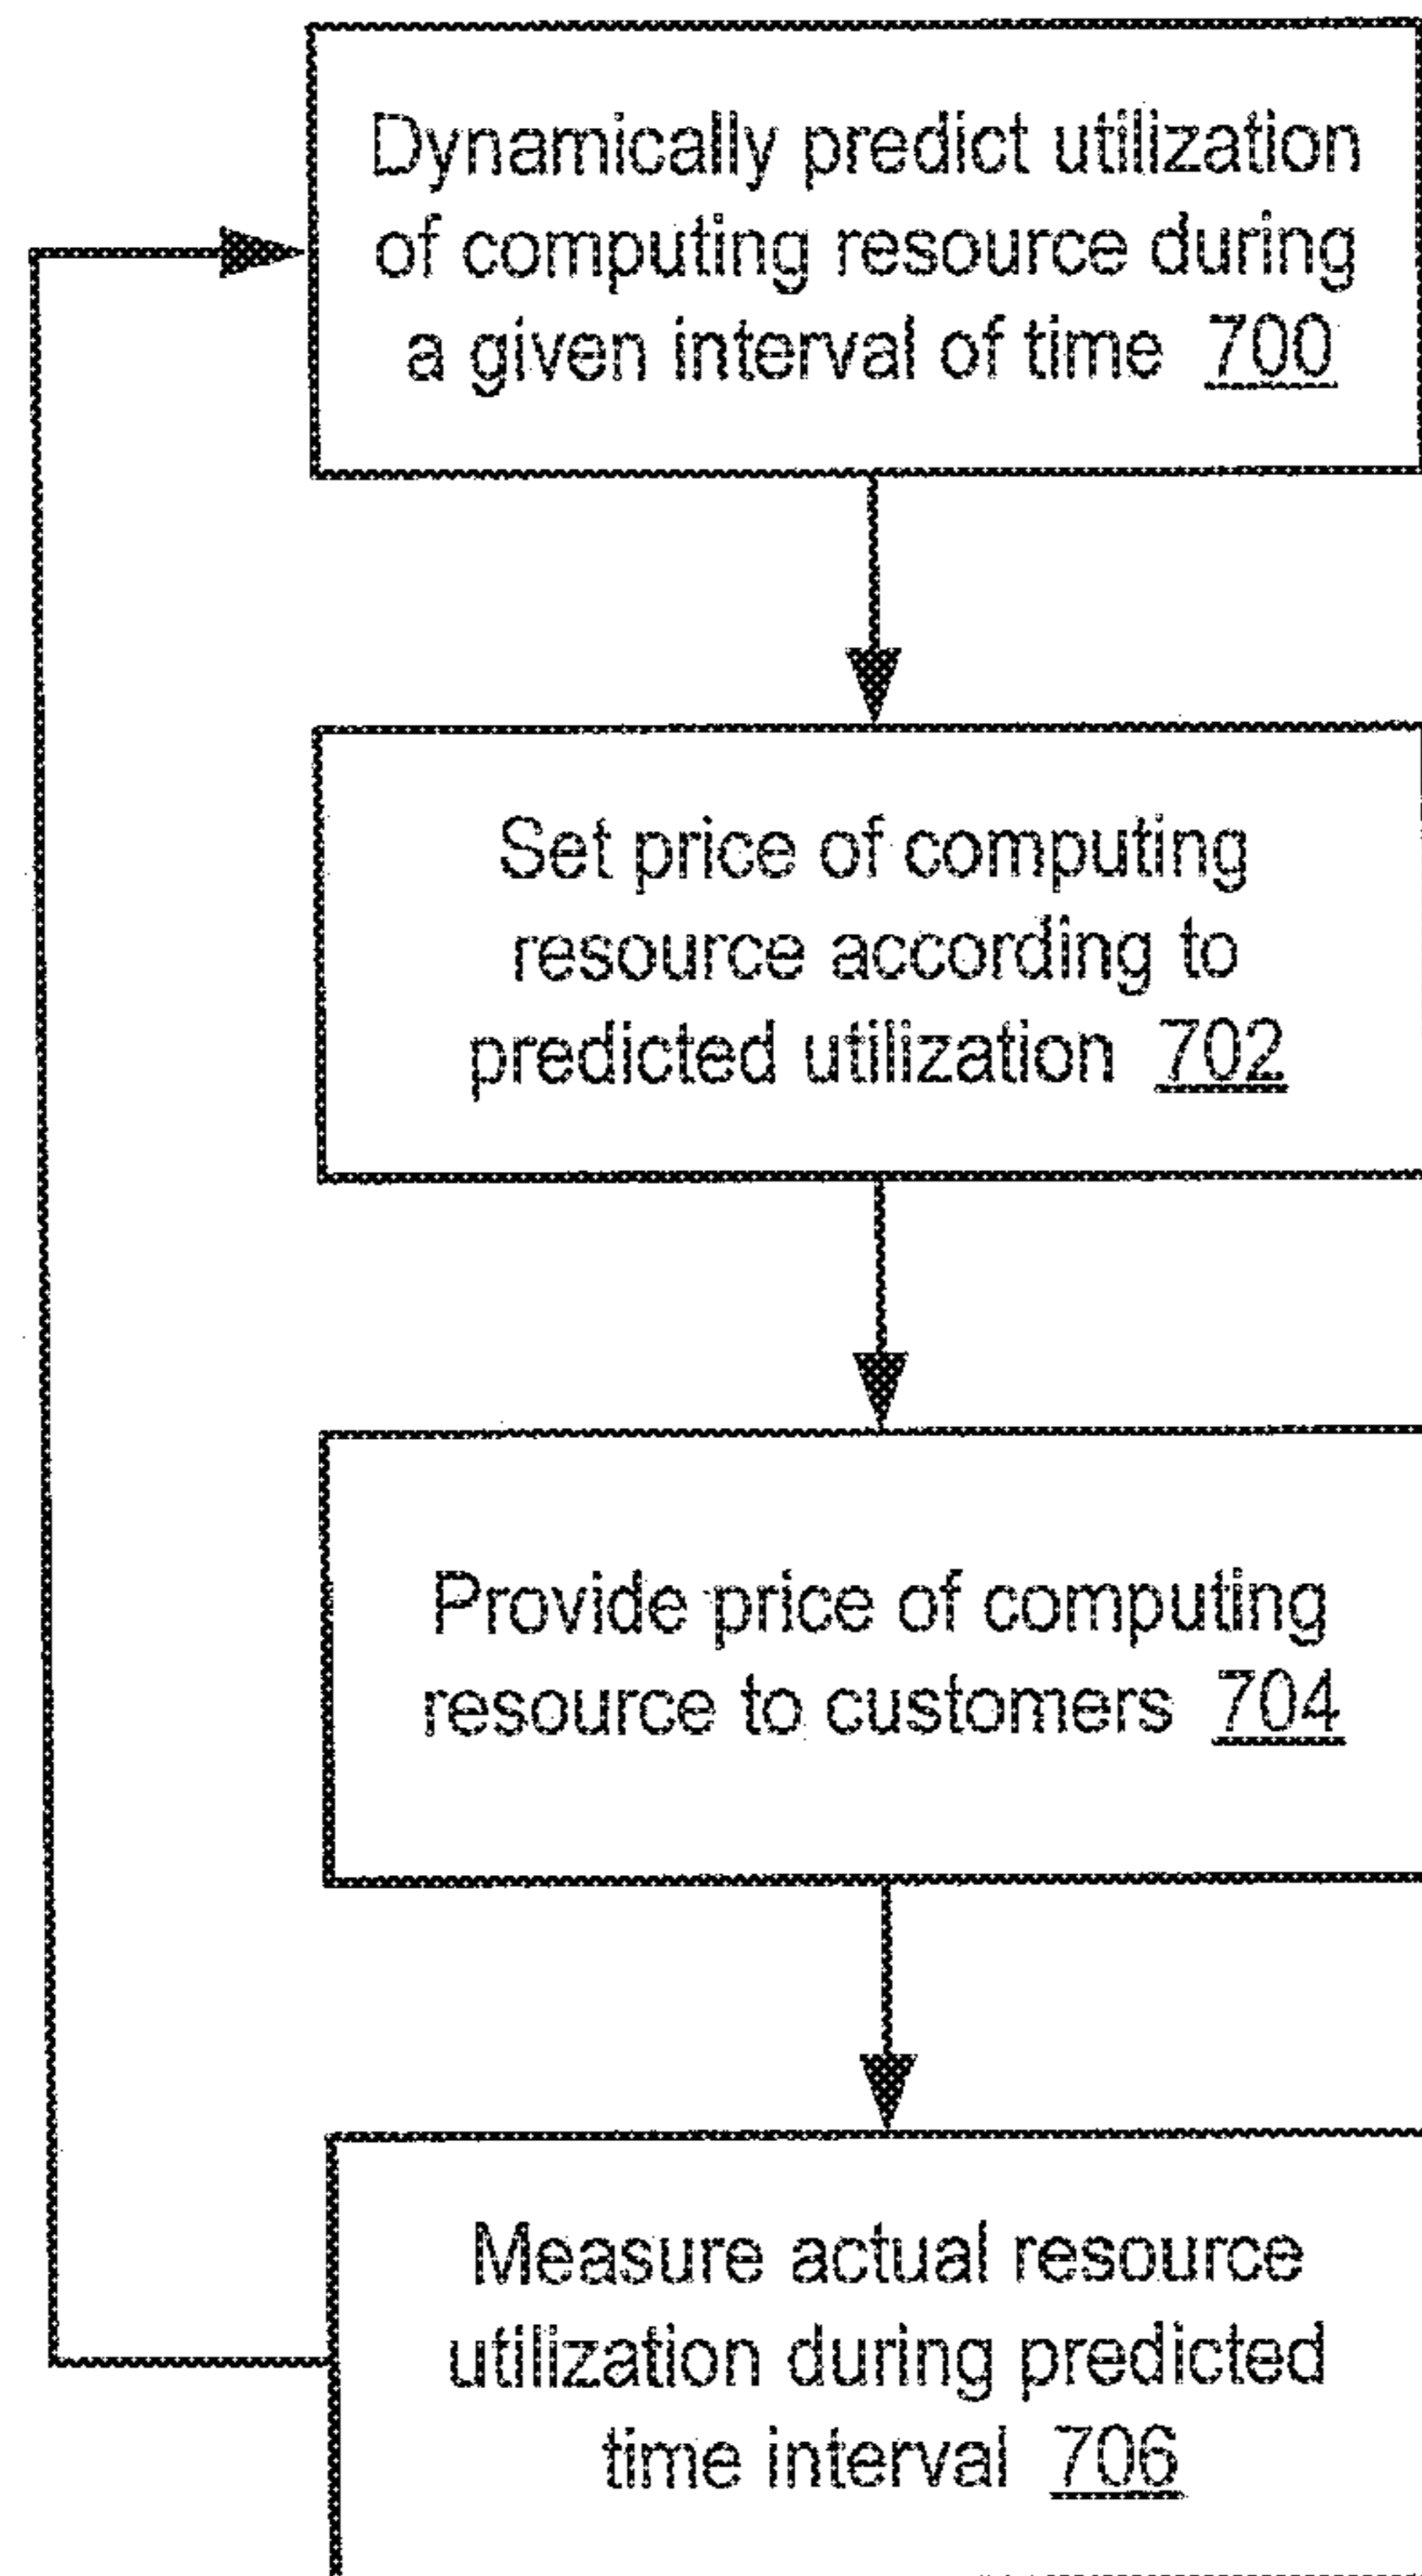 Dynamically predict utilization
of computing resource during
a given interval of time 700
Set price of computing
resource according to
predicted utilization 702
Provide price of computing
resource to customers 704
Measure actual resource
utilization during predicted
time interval 706